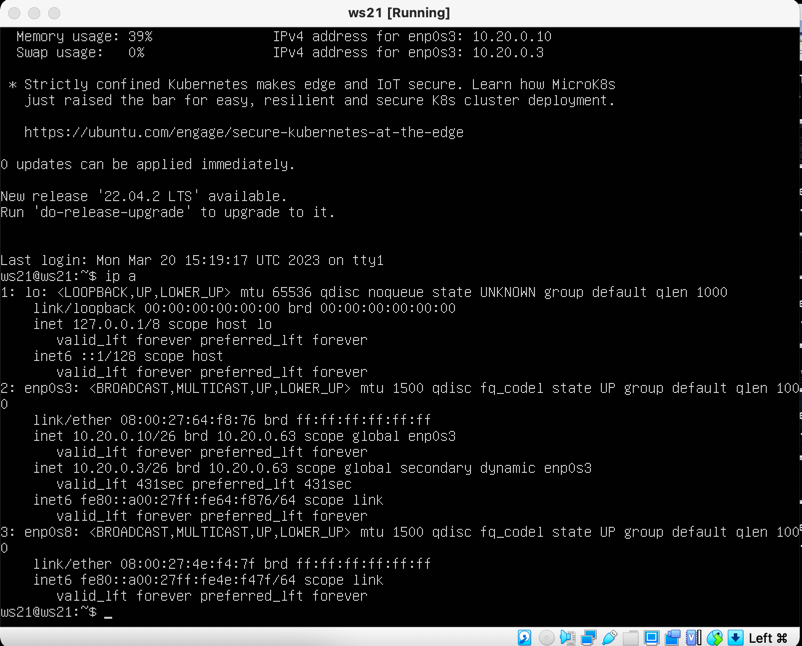 ws21 [Running]
Memory usage: 39% IPv4 address for enp0s3: 10.20.0.10
Swap usage: 0% IPv4 address for enp0s3: 10.20.0.3
* Strictly confined Kubernetes makes edge and IoT secure. Learn how MicroK8s
just raised the bar for easy, resilient and secure K8s cluster deployment.
https://ubuntu.com/engage/secure-kubernetes-at-the-edge
0 updates can be applied immediately.
New release '22.04.2 LTS' available.
Run 'do-release-upgrade' to upgrade to it.
Last login: Mon Mar 20 15:19:17 UTC 2023 on tty1
ws21@ws21:~$ ip a
1: lo: <LOOPBACK,UP,LOWER_UP> mtu 65536 qdisc noqueue state UNKNOWN group default qlen 1000
link/loopback 00:00:00:00:00:00 brd 00:00:00:00:00:00
inet 127.0.0.1/8 scope host lo
valid_lft forever preferred_lft forever
inet6 ::1/128 scope host
valid_lft forever preferred_lft forever
2: enp0s3: <BROADCAST,MULTICAST,UP,LOWER_UP> mtu 1500 qdisc fq_codel state UP group default qlen 100
0
link/ether 08:00:27:64:f8:76 brd ff:ff:ff:ff:ff:ff
inet 10.20.0.10/26 brd 10.20.0.63 scope global enp0s3
valid_lft forever preferred_lft forever
inet 10.20.0.3/26 brd 10.20.0.63 scope global secondary dynamic enp0s3
valid_lft 431sec preferred_lft 431sec
inet6 fe80::a00:27ff:fe64:f876/64 scope link
valid_lft forever preferred_lft forever
3: enp0s8: <BROADCAST,MULTICAST,UP,LOWER_UP> mtu 1500 qdisc fq_codel state UP group default qlen 100
0
link/ether 08:00:27:4e:f4:7f brd ff:ff:ff:ff:ff:ff
inet6 fe80::a00:27ff:fe4e:f47f/64 scope link
valid_lft forever preferred_lft forever
ws21@ws21:~$ _
Left ⌘